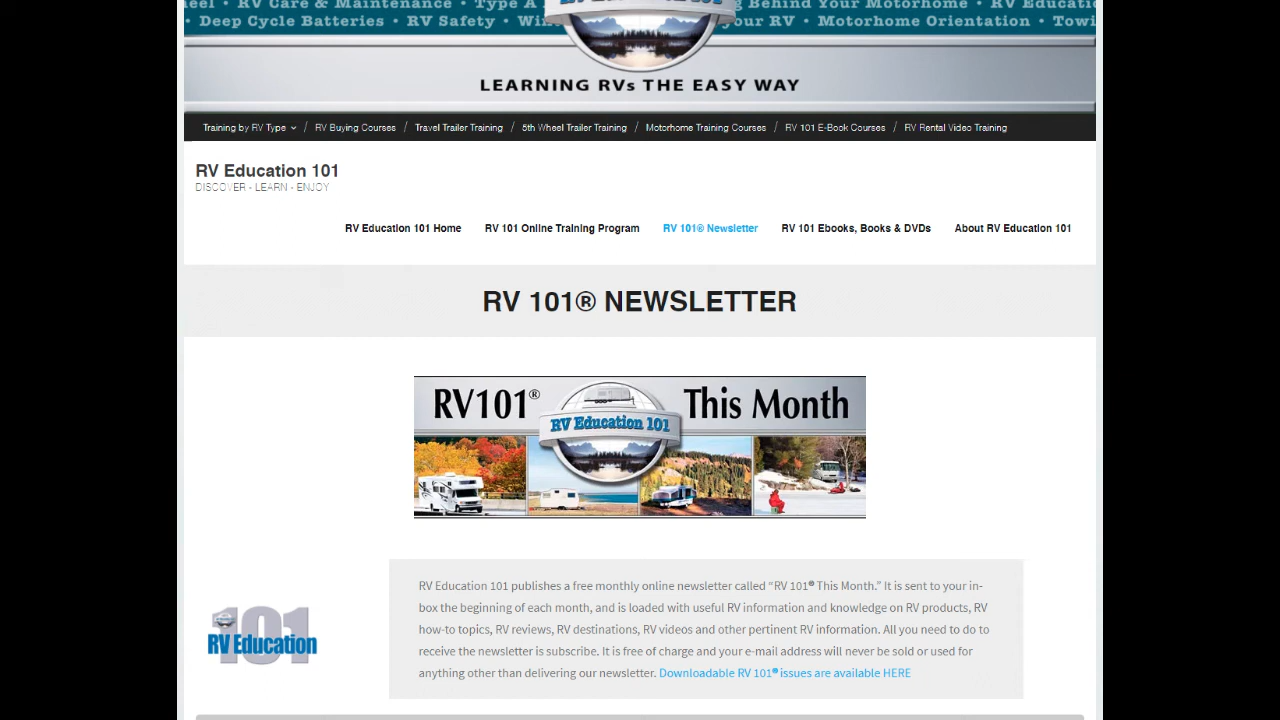 RV Care & Maintenance • Type A
g Behind Your Motorhome • RV
• Deep Cycle Batteries • RV Safety •
your RV • Motorhome Orientation •
LEARNING RVs THE EASY WAY
Training by RV Type / RV Buying Courses / Travel Trailer Training / 5th Wheel Trailer Training / Motorhome Training Courses / RV 101 E-Book Courses / RV Rental Video Training
RV Education 101
DISCOVER - LEARN - ENJOY
RV Education 101 Home RV 101 Online Training Program RV 101® Newsletter RV 101 Ebooks, Books & DVDs About RV Education 101
RV 101® NEWSLETTER
RV101® This Month
RV Education 101
RV Education 101 publishes a free monthly online newsletter called “RV 101® This Month.” It is sent to your in-
box the beginning of each month, and is loaded with useful RV information and knowledge on RV products, RV
how-to topics, RV reviews, RV destinations, RV videos and other pertinent RV information. All you need to do to
receive the newsletter is subscribe. It is free of charge and your e-mail address will never be sold or used for
anything other than delivering our newsletter. Downloadable RV 101® issues are available HERE
101
RV Education